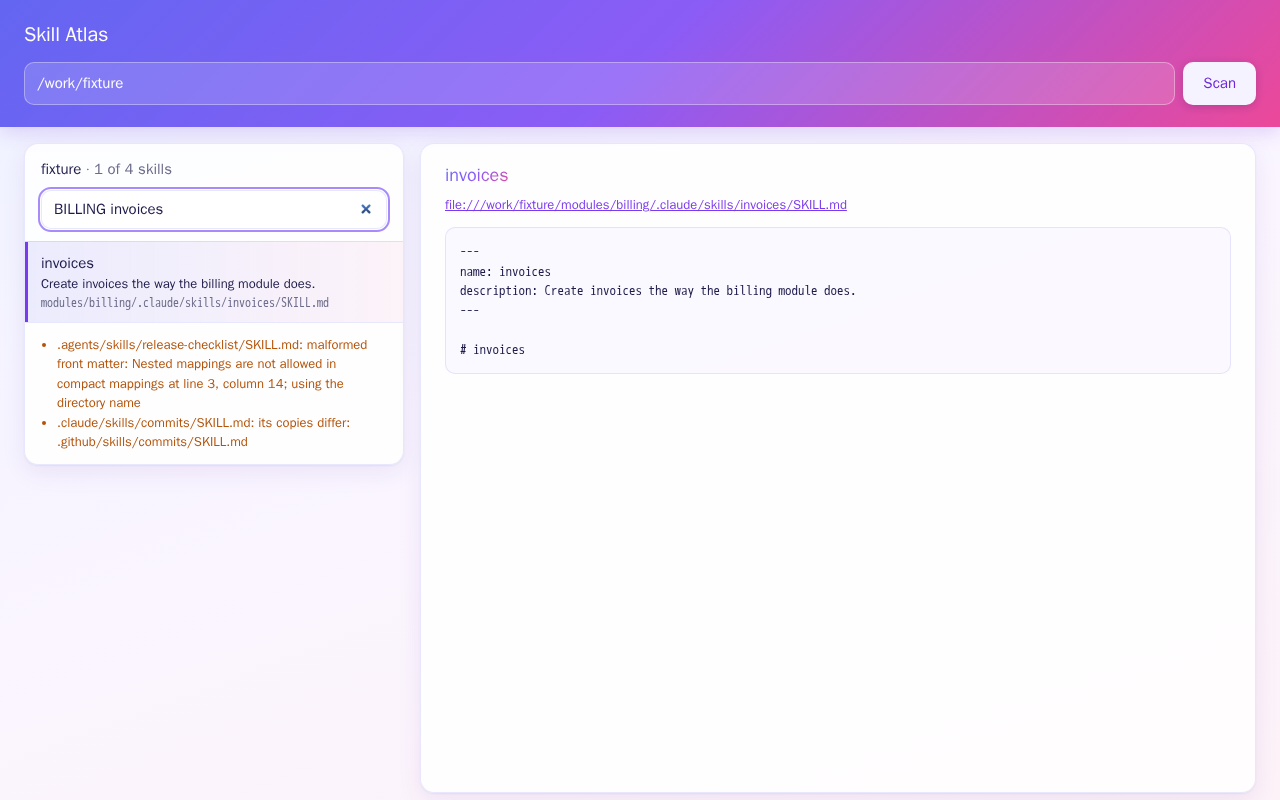 Skill Atlas
/work/fixture
Scan
fixture · 1 of 4 skills
BILLING invoices
invoices
Create invoices the way the billing module does.
modules/billing/.claude/skills/invoices/SKILL.md
.agents/skills/release-checklist/SKILL.md: malformed
front matter: Nested mappings are not allowed in
compact mappings at line 3, column 14; using the
directory name
.claude/skills/commits/SKILL.md: its copies differ:
.github/skills/commits/SKILL.md
invoices
file:///work/fixture/modules/billing/.claude/skills/invoices/SKILL.md
---
name: invoices
description: Create invoices the way the billing module does.
---
# invoices